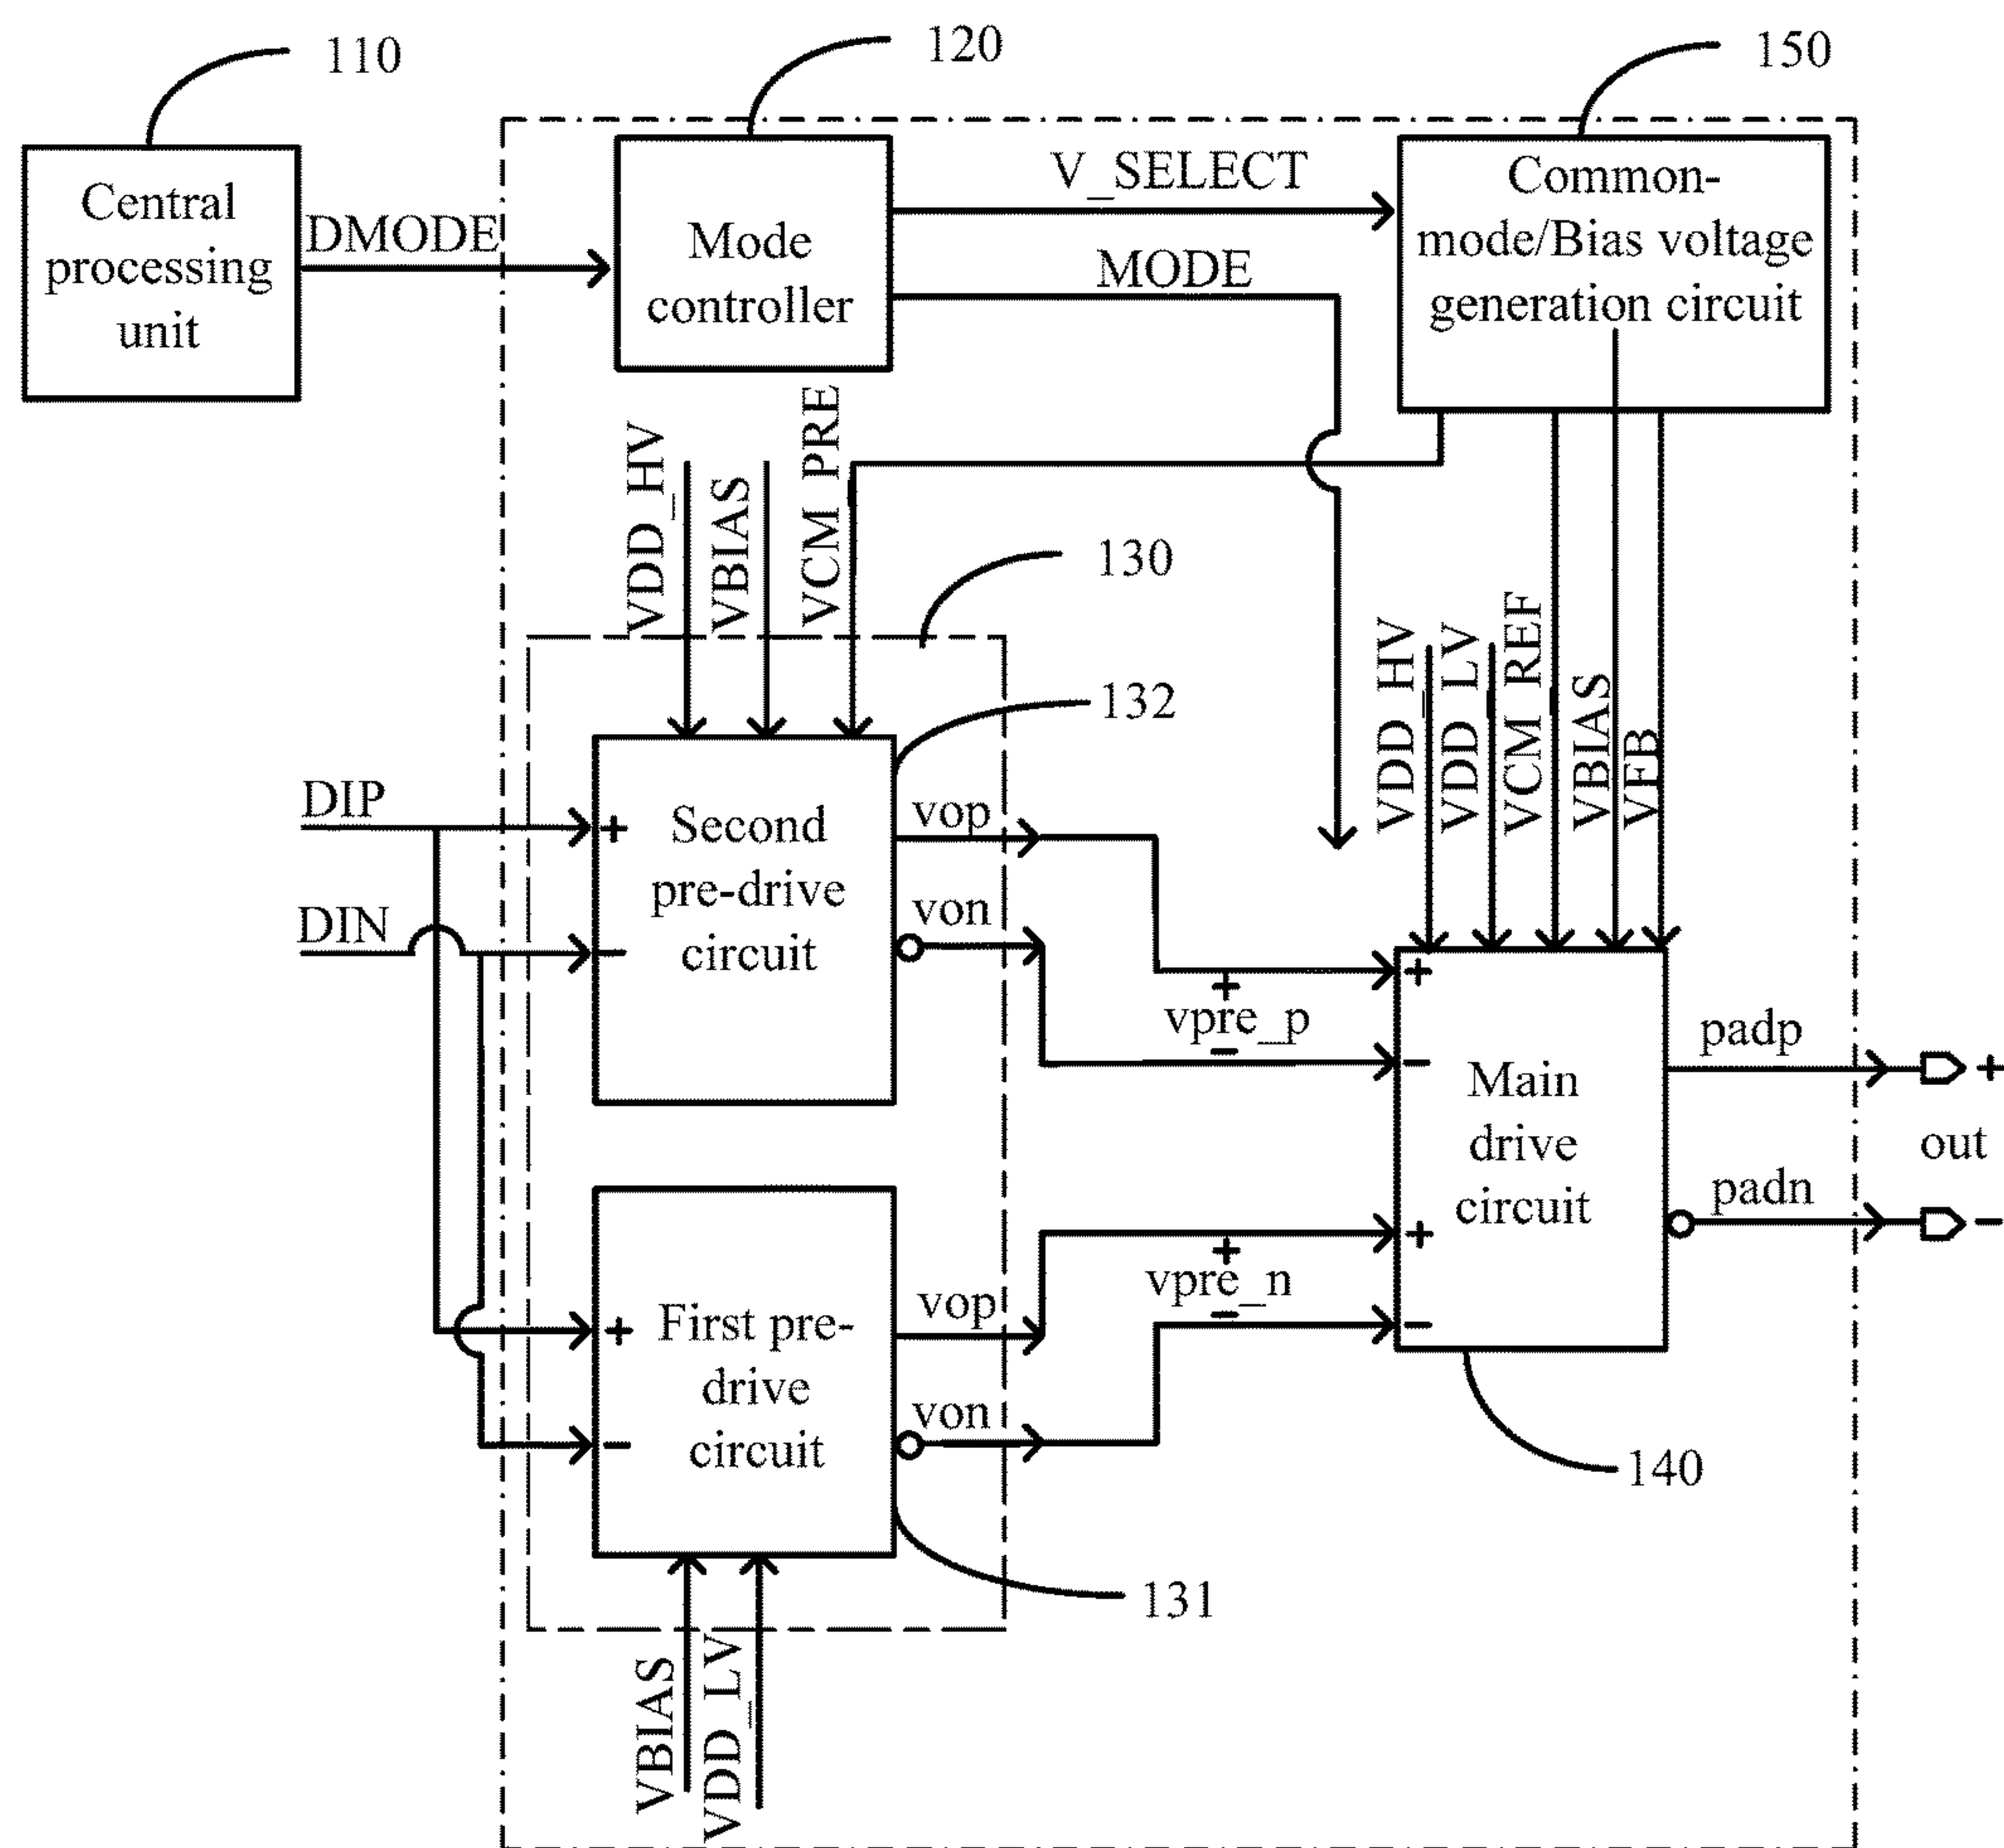 110
120
150
Central
processing
unit
DMODE
Mode
controller
V_SELECT
MODE
Common-
mode/Bias voltage
generation circuit
VDD_HV
VBIAS
VCM_PRE
130
132
VDD_HV
VDD_LV
VCM_REF
VBIAS
VFB
DIP
DIN
+
−
Second
pre-drive
circuit
vop
von
+
vpre_p
−
+
−
Main
drive
circuit
+
−
padp
padn
+
out
−
+
−
First pre-
drive
circuit
vop
von
+
vpre_n
−
140
131
VBIAS
VDD_LV